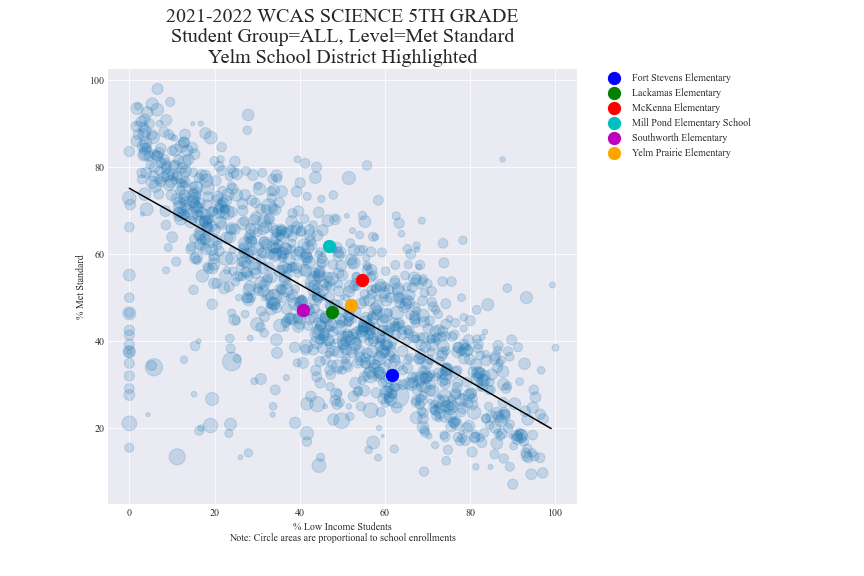 2021-2022 WCAS SCIENCE 5TH GRADE
Student Group=ALL, Level=Met Standard
Yelm School District Highlighted
Fort Stevens Elementary
Lackamas Elementary
McKenna Elementary
Mill Pond Elementary School
Southworth Elementary
Yelm Prairie Elementary
% Met Standard
100
80
60
40
20
0 20 40 60 80 100
% Low Income Students
Note: Circle areas are proportional to school enrollments